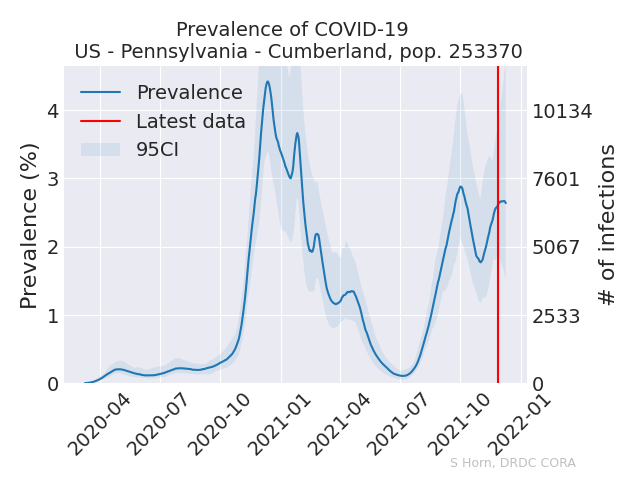 Prevalence of COVID-19
US - Pennsylvania - Cumberland, pop. 253370
Prevalence
Latest data
95CI
Prevalence (%)
4
3
2
1
0
10134
7601
5067
2533
0
# of infections
2020-04
2020-07
2020-10
2021-01
2021-04
2021-07
2021-10
2022-01
S Horn, DRDC CORA